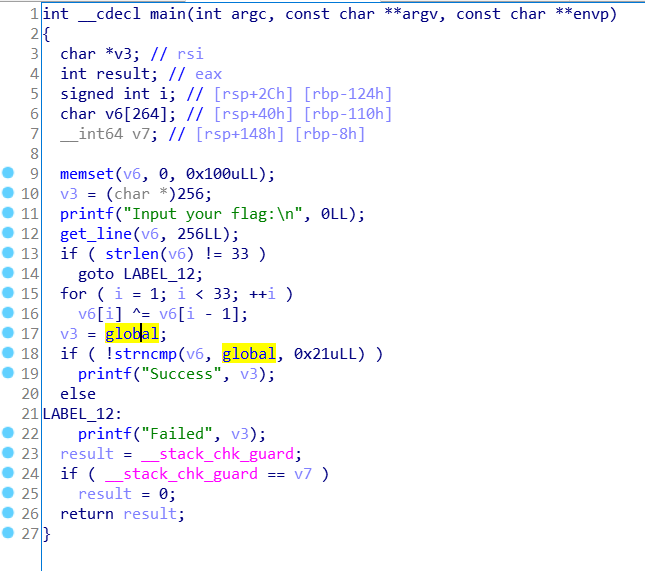 1 int __cdecl main(int argc, const char **argv, const char **envp)
2 {
3 char *v3; // rsi
4 int result; // eax
5 signed int i; // [rsp+2Ch] [rbp-124h]
6 char v6[264]; // [rsp+40h] [rbp-110h]
7 __int64 v7; // [rsp+148h] [rbp-8h]
8
9 memset(v6, 0, 0x100uLL);
10 v3 = (char *)256;
11 printf("Input your flag:\n", 0LL);
12 get_line(v6, 256LL);
13 if ( strlen(v6) != 33 )
14 goto LABEL_12;
15 for ( i = 1; i < 33; ++i )
16 v6[i] ^= v6[i - 1];
17 v3 = global;
18 if ( !strncmp(v6, global, 0x21uLL) )
19 printf("Success", v3);
20 else
21 LABEL_12:
22 printf("Failed", v3);
23 result = __stack_chk_guard;
24 if ( __stack_chk_guard == v7 )
25 result = 0;
26 return result;
27 }